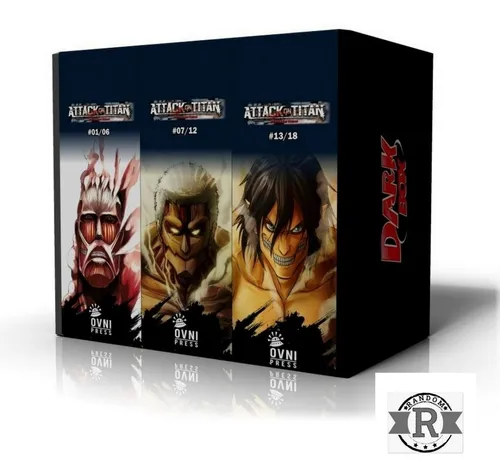 ATTACK ON TITAN
#01/06
ATTACK ON TITAN
#07/12
ATTACK ON TITAN
#13/18
OVNI
PRESS
OVNI
PRESS
OVNI
PRESS
DARK
BOX
RANDOM
R